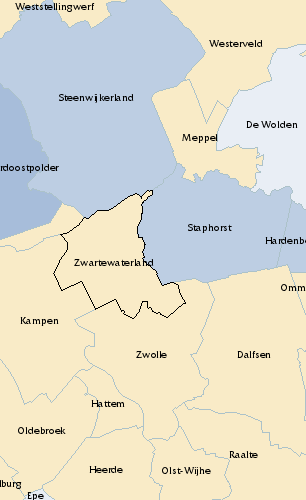 Weststellingwerf
Westerveld
Steenwijkerland
De Wolden
Meppel
rdoostpolder
Staphorst
Hardenbe
Zwartewaterland
Omm
Kampen
Zwolle
Dalfsen
Hattem
Oldebroek
Raalte
Heerde
Olst-Wijhe
lburg
Epe